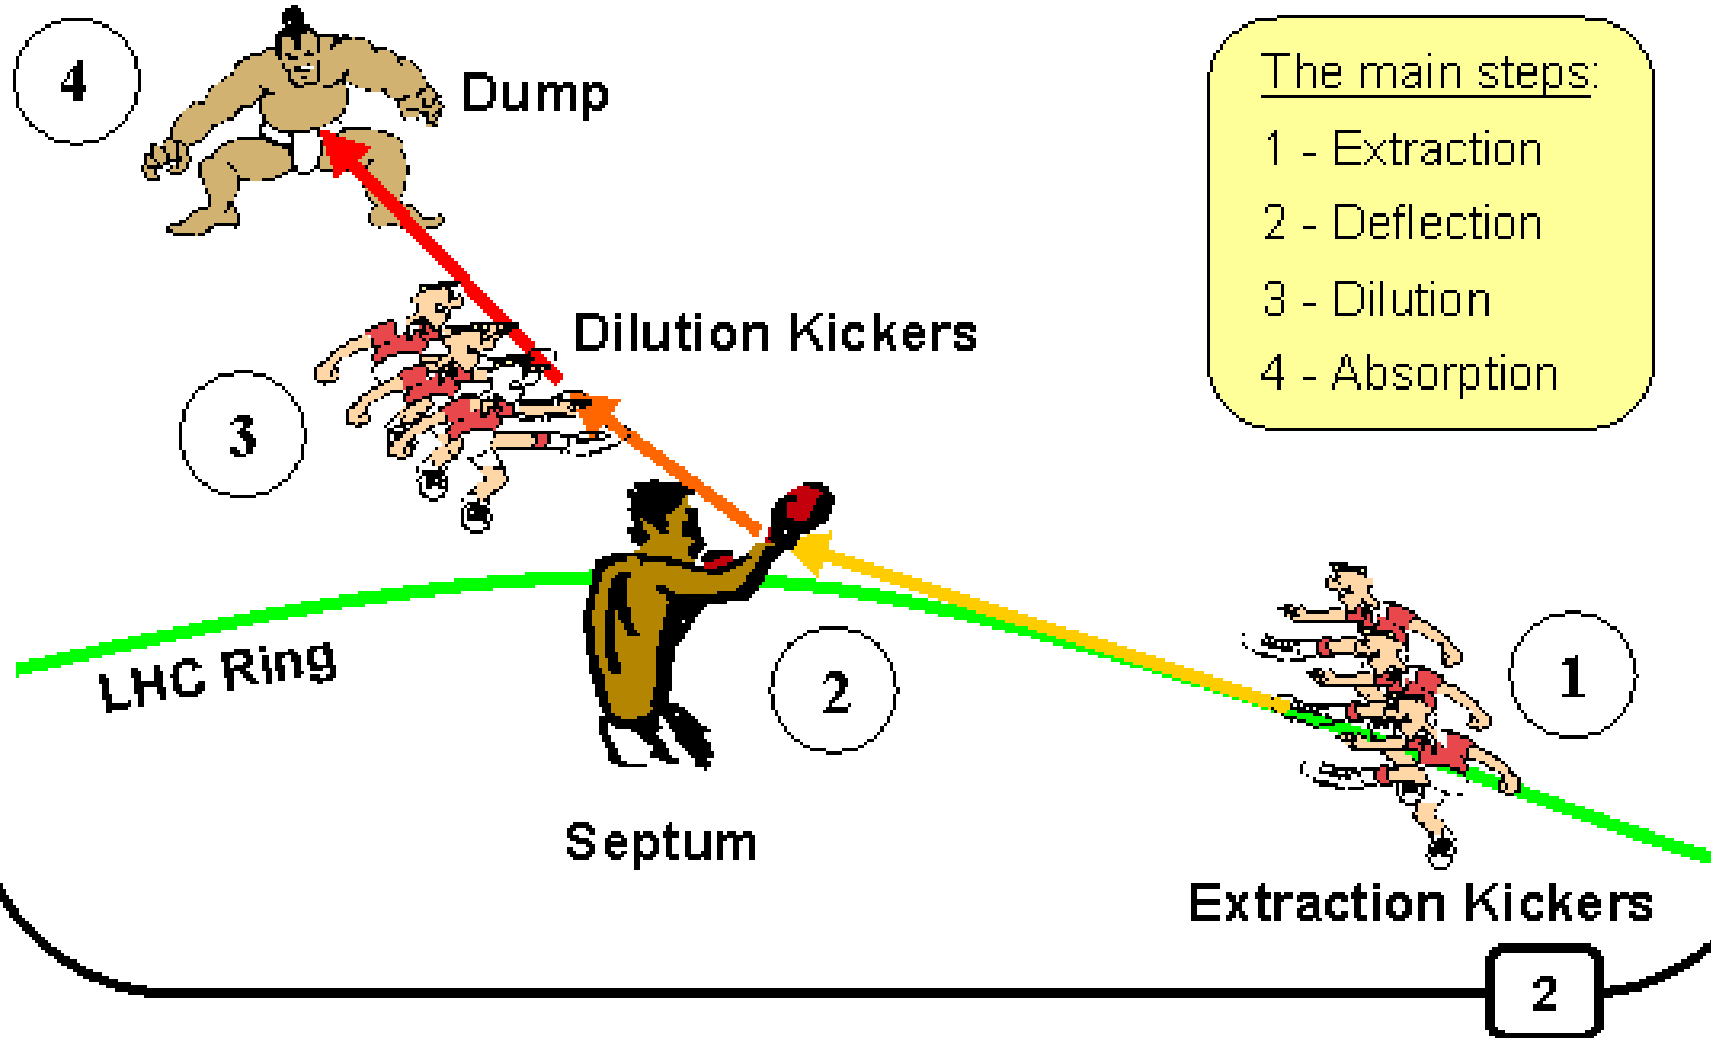 4
Dump
The main steps:
1 - Extraction
2 - Deflection
3 - Dilution
4 - Absorption
Dilution Kickers
3
LHC Ring
2
1
Septum
Extraction Kickers
2